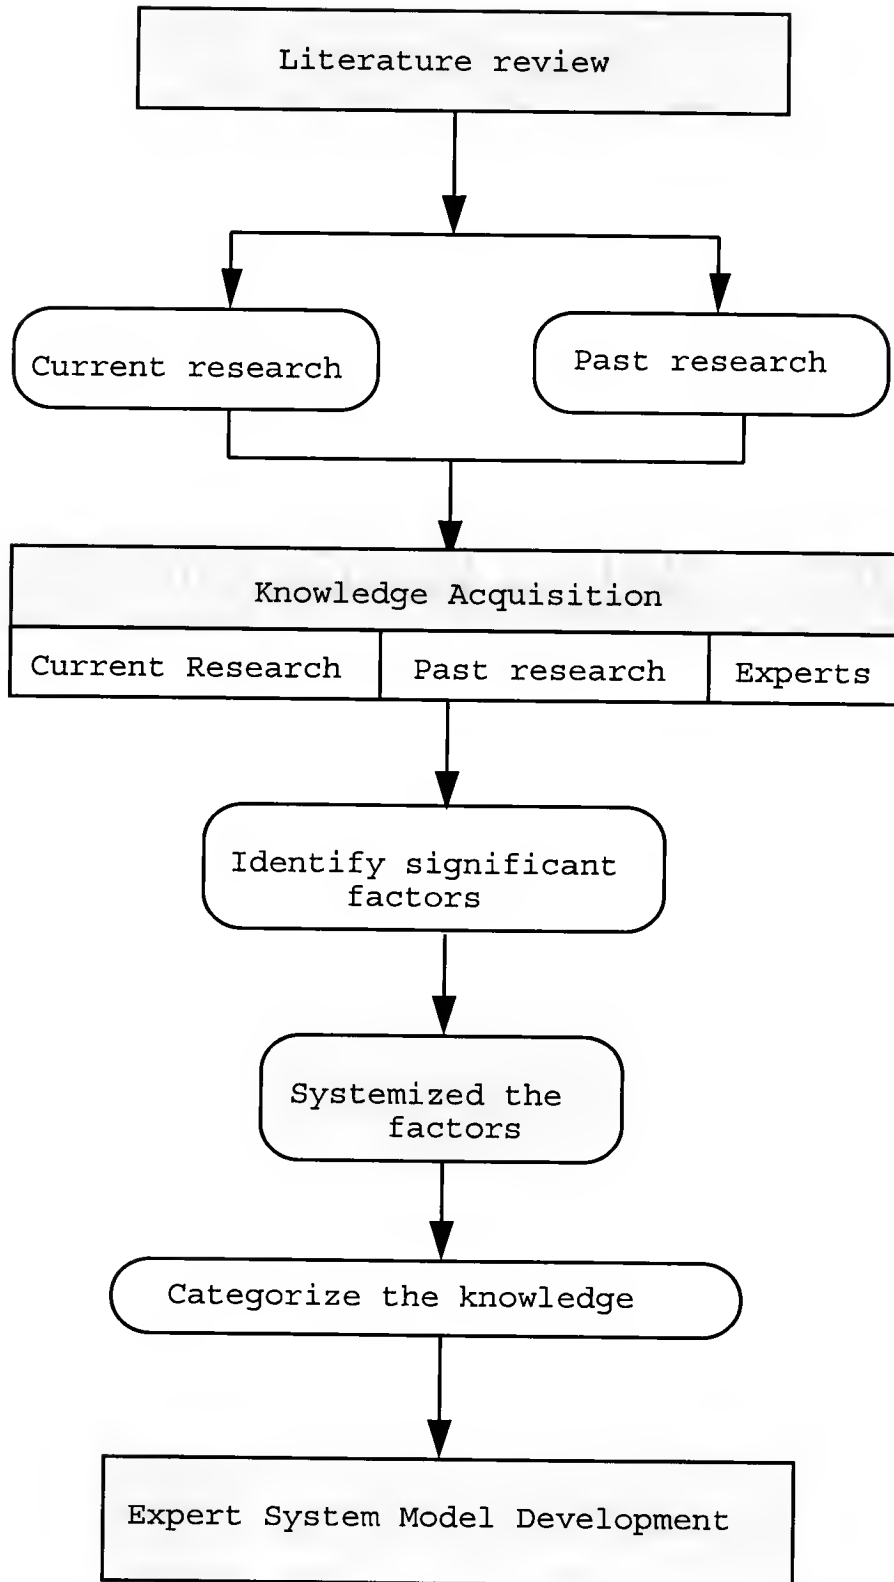 Literature review
Current research
Past research
Knowledge Acquisition
Current Research
Past research
Experts
Identify significant
factors
Systemized the
factors
Categorize the knowledge
Expert System Model Development